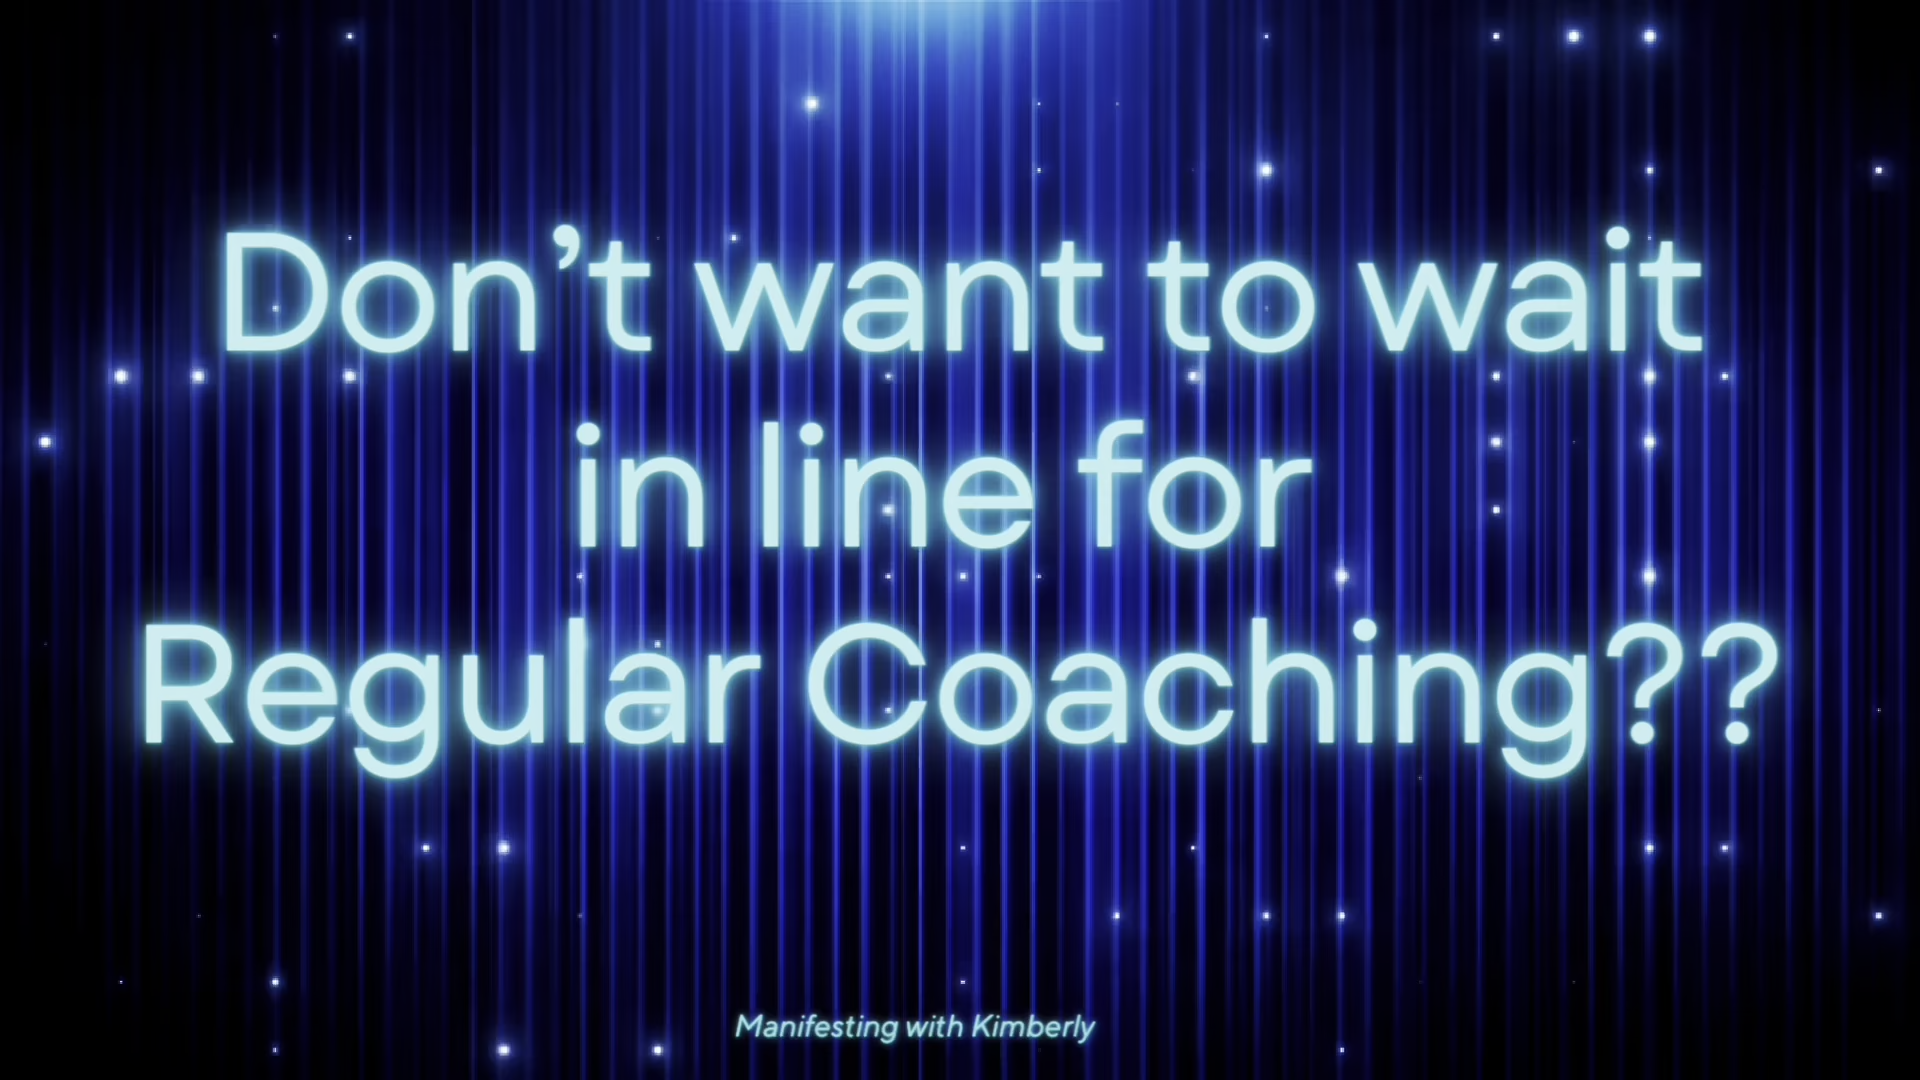 Don’t want to wait
in line for
Regular Coaching??
Manifesting with Kimberly